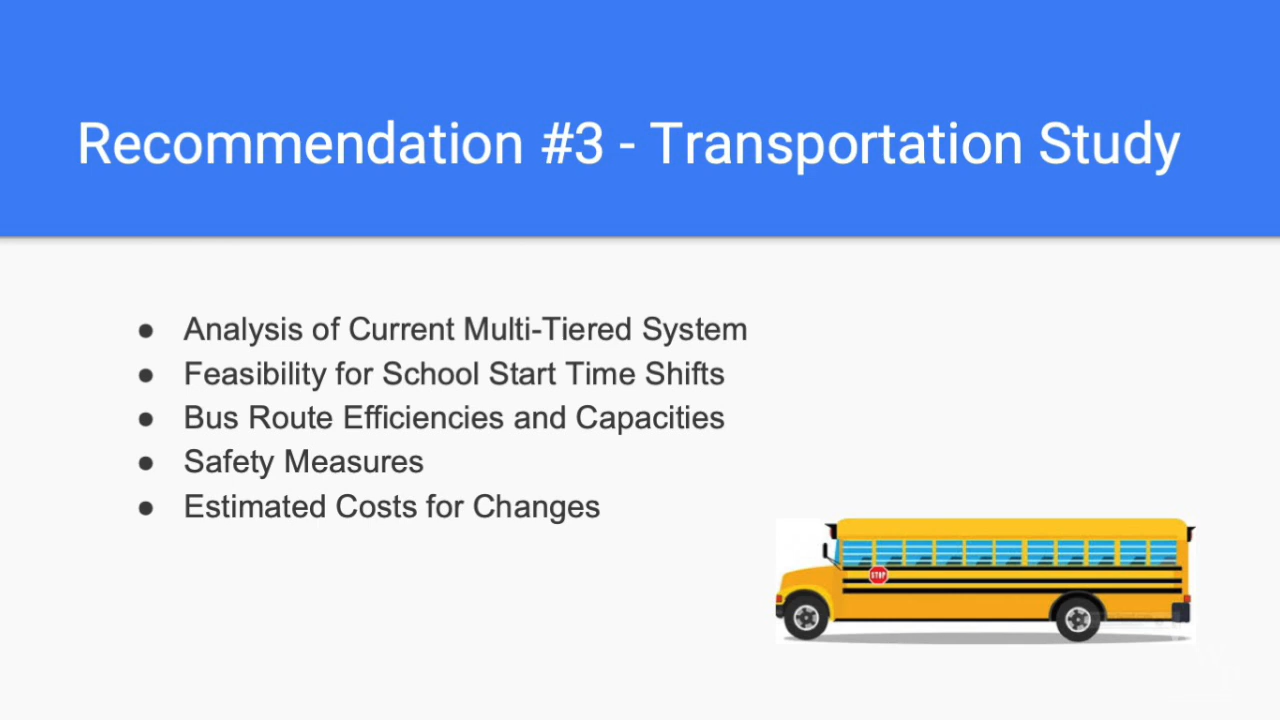 Recommendation #3 - Transportation Study
● Analysis of Current Multi-Tiered System
● Feasibility for School Start Time Shifts
● Bus Route Efficiencies and Capacities
● Safety Measures
● Estimated Costs for Changes
STOP